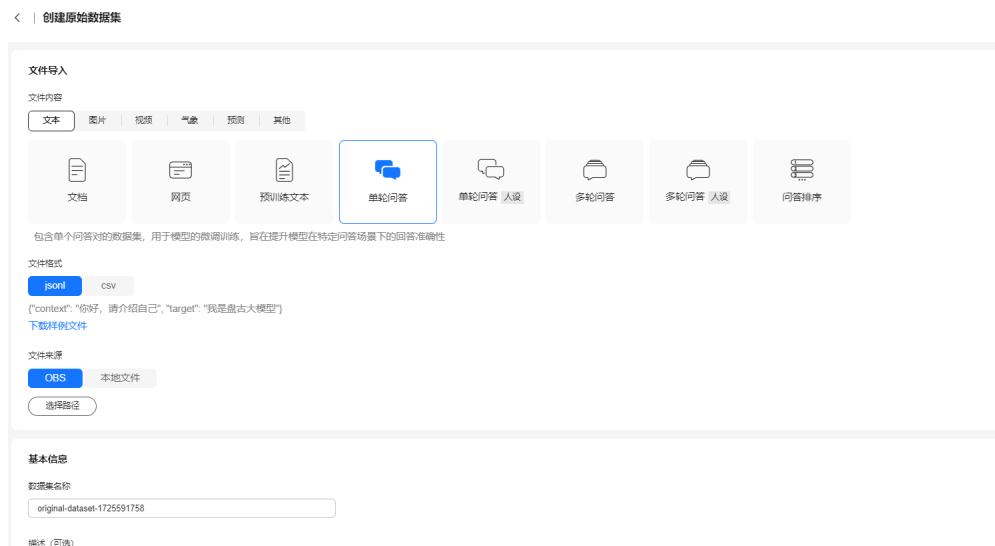 创建原始数据集
文件导入
文件内容
文本 图片 视频 气象 预测 其他
文档 网页 预训练文本 单轮问答 单轮问答 人设 多轮问答 多轮问答 人设 问答排序
包含单个问答对的数据集，用于模型的微调训练，旨在提升模型在特定问答场景下的回答准确性
文件格式
jsonl csv
{"context": "你好，请介绍自己", "target": "我是盘古大模型"}
下载样例文件
文件来源
OBS 本地文件
选择路径
基本信息
数据集名称
original-dataset-1725591758
描述（可选）